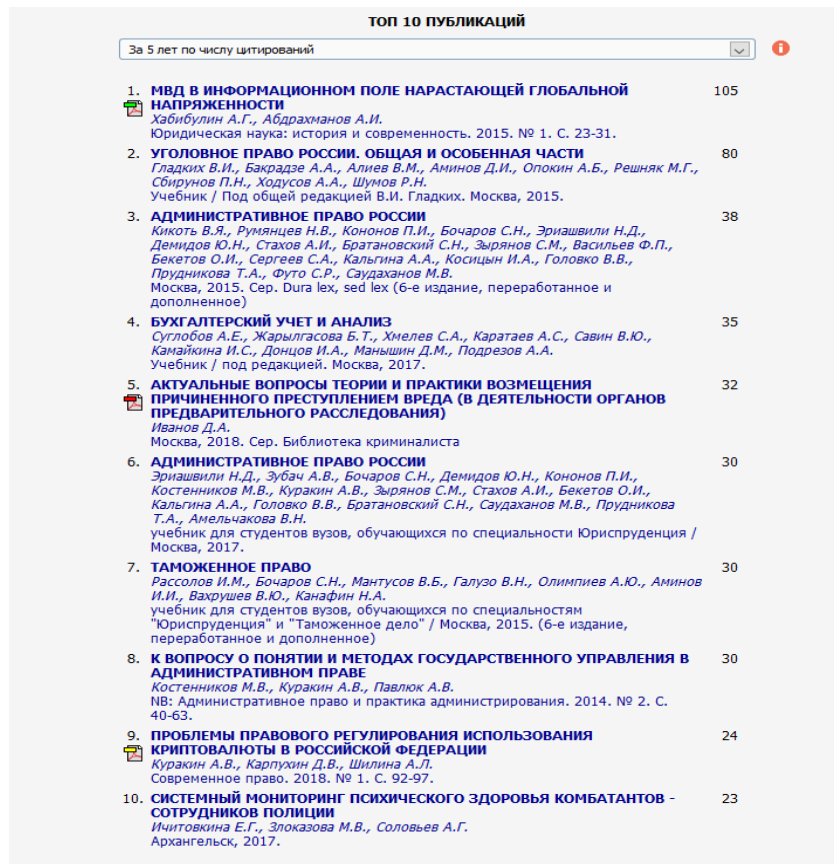 ТОП 10 ПУБЛИКАЦИЙ
За 5 лет по числу цитирований
1. МВД В ИНФОРМАЦИОННОМ ПОЛЕ НАРАСТАЮЩЕЙ ГЛОБАЛЬНОЙ 105
НАПРЯЖЕННОСТИ
Хабибулин А.Г., Абдрахманов А.И.
Юридическая наука: история и современность. 2015. № 1. С. 23-31.
2. УГОЛОВНОЕ ПРАВО РОССИИ. ОБЩАЯ И ОСОБЕННАЯ ЧАСТИ 80
Гладких В.И., Бакрадзе А.А., Алиев В.М., Аминов Д.И., Опокин А.Б., Решняк М.Г.,
Сбирунов П.Н., Ходусов А.А., Шумов Р.Н.
Учебник / Под общей редакцией В.И. Гладких. Москва, 2015.
3. АДМИНИСТРАТИВНОЕ ПРАВО РОССИИ 38
Кикоть В.Я., Румянцев Н.В., Кононов П.И., Бочаров С.Н., Эриашвили Н.Д.,
Демидов Ю.Н., Стахов А.И., Братановский С.Н., Зырянов С.М., Васильев Ф.П.,
Бекетов О.И., Сергеев С.А., Кальгина А.А., Косицын И.А., Головко В.В.,
Прудникова Т.А., Футо С.Р., Саудаханов М.В.
Москва, 2015. Сер. Dura lex, sed lex (6-е издание, переработанное и
дополненное)
4. БУХГАЛТЕРСКИЙ УЧЕТ И АНАЛИЗ 35
Суглобов А.Е., Жарылгасова Б.Т., Хмелев С.А., Каратаев А.С., Савин В.Ю.,
Камайкина И.С., Донцов И.А., Манышин Д.М., Подрезов А.А.
Учебник / под редакцией. Москва, 2017.
5. АКТУАЛЬНЫЕ ВОПРОСЫ ТЕОРИИ И ПРАКТИКИ ВОЗМЕЩЕНИЯ 32
ПРИЧИНЕННОГО ПРЕСТУПЛЕНИЕМ ВРЕДА (В ДЕЯТЕЛЬНОСТИ ОРГАНОВ
ПРЕДВАРИТЕЛЬНОГО РАССЛЕДОВАНИЯ)
Иванов Д.А.
Москва, 2018. Сер. Библиотека криминалиста
6. АДМИНИСТРАТИВНОЕ ПРАВО РОССИИ 30
Эриашвили Н.Д., Зубач А.В., Бочаров С.Н., Демидов Ю.Н., Кононов П.И.,
Костенников М.В., Куракин А.В., Зырянов С.М., Стахов А.И., Бекетов О.И.,
Кальгина А.А., Головко В.В., Братановский С.Н., Саудаханов М.В., Прудникова
Т.А., Амельчакова В.Н.
учебник для студентов вузов, обучающихся по специальности Юриспруденция /
Москва, 2017.
7. ТАМОЖЕННОЕ ПРАВО 30
Рассолов И.М., Бочаров С.Н., Мантусов В.Б., Галузо В.Н., Олимпиев А.Ю., Аминов
И.И., Вахрушев В.Ю., Канафин Н.А.
учебник для студентов вузов, обучающихся по специальностям
"Юриспруденция" и "Таможенное дело" / Москва, 2015. (6-е издание,
переработанное и дополненное)
8. К ВОПРОСУ О ПОНЯТИИ И МЕТОДАХ ГОСУДАРСТВЕННОГО УПРАВЛЕНИЯ В 30
АДМИНИСТРАТИВНОМ ПРАВЕ
Костенников М.В., Куракин А.В., Павлюк А.В.
NB: Административное право и практика администрирования. 2014. № 2. С.
40-63.
9. ПРОБЛЕМЫ ПРАВОВОГО РЕГУЛИРОВАНИЯ ИСПОЛЬЗОВАНИЯ 24
КРИПТОВАЛЮТЫ В РОССИЙСКОЙ ФЕДЕРАЦИИ
Куракин А.В., Карпухин Д.В., Шилина А.Л.
Современное право. 2018. № 1. С. 92-97.
10. СИСТЕМНЫЙ МОНИТОРИНГ ПСИХИЧЕСКОГО ЗДОРОВЬЯ КОМБАТАНТОВ - 23
СОТРУДНИКОВ ПОЛИЦИИ
Ичитовкина Е.Г., Злоказова М.В., Соловьев А.Г.
Архангельск, 2017.